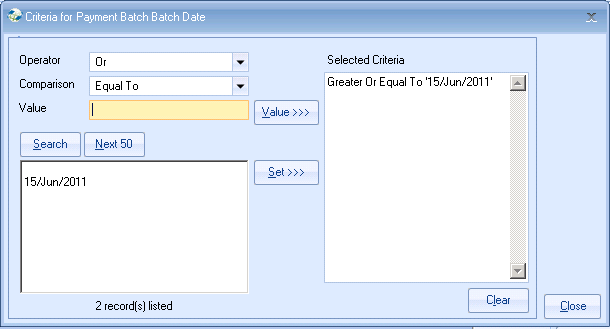 Criteria for Payment Batch Batch Date
Operator
Or
Comparison
Equal To
Value
Value >>>
Search
Next 50
15/Jun/2011
Set >>>
2 record(s) listed
Selected Criteria
Greater Or Equal To '15/Jun/2011'
Clear
Close